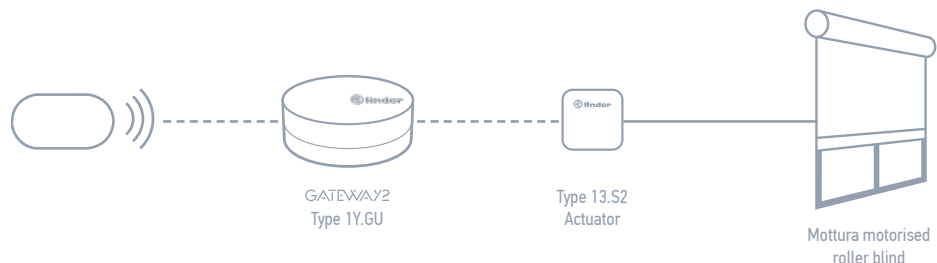 finder
finder
GATEWAY2
Type 1Y.GU
Type 13.S2
Actuator
Mottura motorised
roller blind